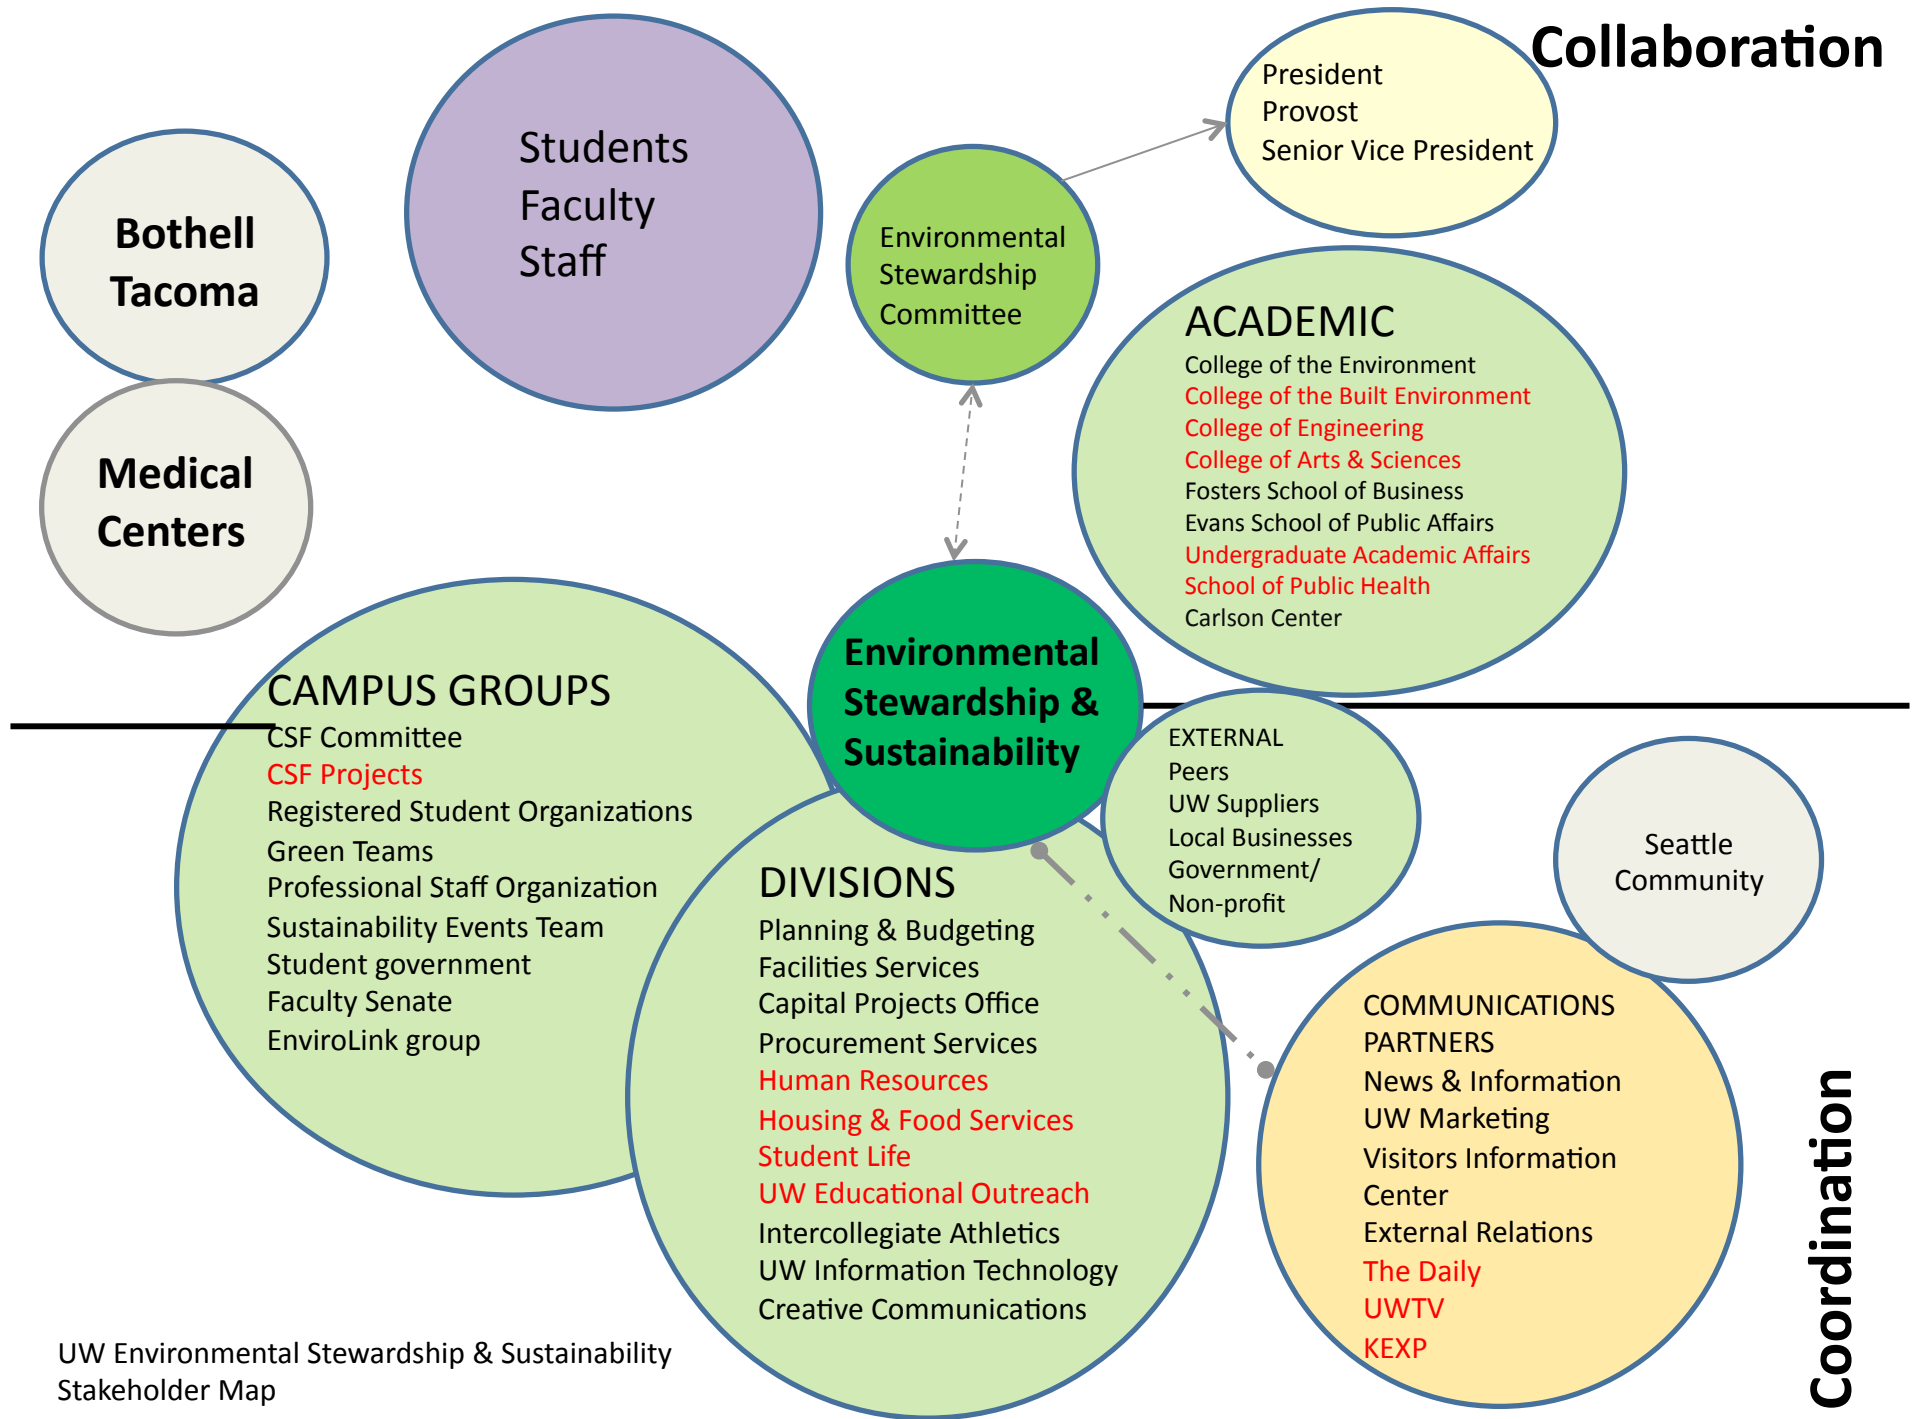 Collaboration
President
Provost
Senior Vice President
Students
Faculty
Staff
Bothell
Tacoma
Environmental
Stewardship
Committee
Medical
Centers
ACADEMIC
College of the Environment
College of the Built Environment
College of Engineering
College of Arts & Sciences
Fosters School of Business
Evans School of Public Affairs
Undergraduate Academic Affairs
School of Public Health
Carlson Center
Environmental
Stewardship &
Sustainability
CAMPUS GROUPS
CSF Committee
CSF Projects
Registered Student Organizations
Green Teams
Professional Staff Organization
Sustainability Events Team
Student government
Faculty Senate
EnviroLink group
EXTERNAL
Peers
UW Suppliers
Local Businesses
Government/
Non-profit
Seattle
Community
DIVISIONS
Planning & Budgeting
Facilities Services
Capital Projects Office
Procurement Services
Human Resources
Housing & Food Services
Student Life
UW Educational Outreach
Intercollegiate Athletics
UW Information Technology
Creative Communications
COMMUNICATIONS
PARTNERS
News & Information
UW Marketing
Visitors Information
Center
External Relations
The Daily
UWTV
KEXP
Coordination
UW Environmental Stewardship & Sustainability
Stakeholder Map